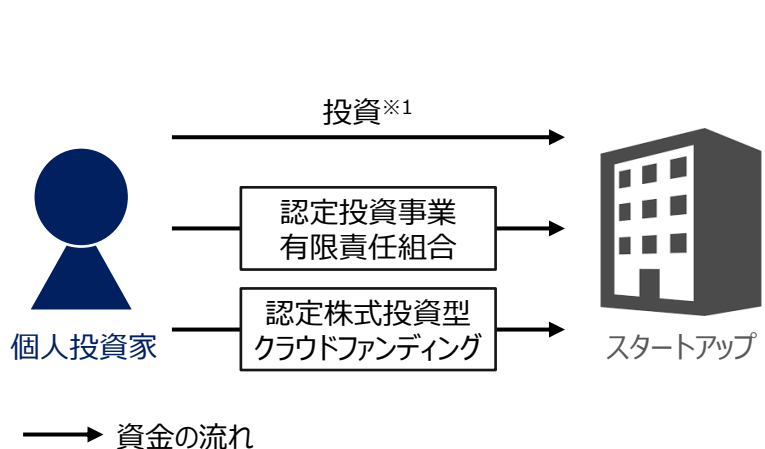 投資※1
認定投資事業
有限責任組合
認定株式投資型
クラウドファンディング
個人投資家
スタートアップ
資金の流れ